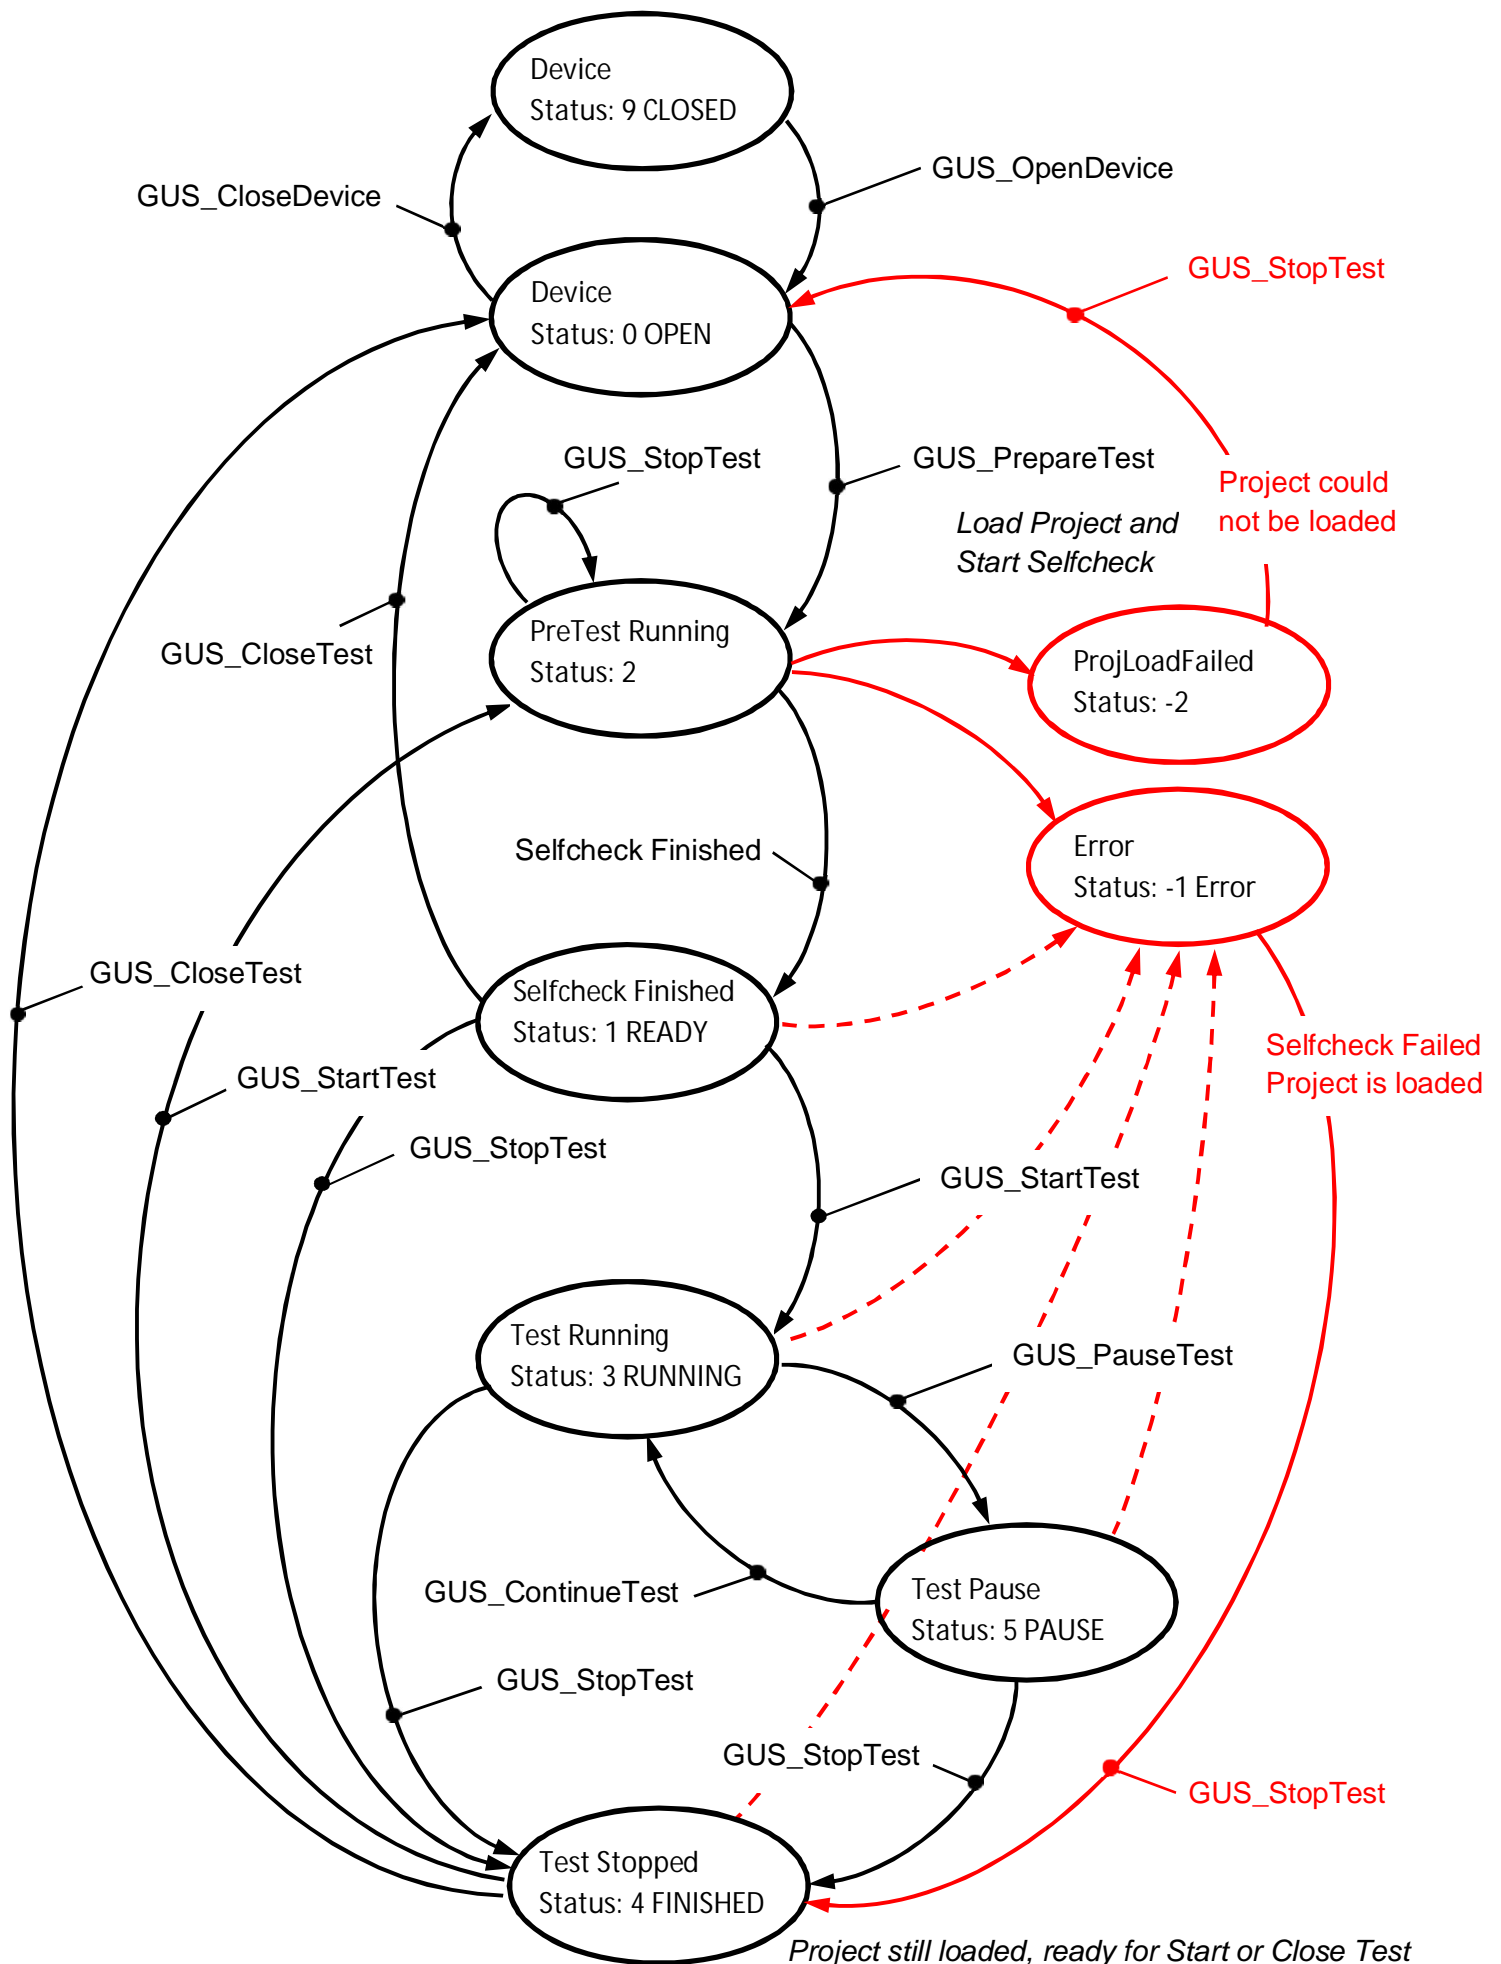 Device
Status: 9 CLOSED
GUS_OpenDevice
GUS_CloseDevice
GUS_StopTest
Device
Status: 0 OPEN
GUS_StopTest
GUS_PrepareTest
Project could
not be loaded
Load Project and
Start Selfcheck
GUS_CloseTest
PreTest Running
Status: 2
ProjLoadFailed
Status: -2
Selfcheck Finished
Error
Status: -1 Error
GUS_CloseTest
Selfcheck Finished
Status: 1 READY
Selfcheck Failed
Project is loaded
GUS_StartTest
GUS_StopTest
GUS_StartTest
Test Running
Status: 3 RUNNING
GUS_PauseTest
GUS_ContinueTest
Test Pause
Status: 5 PAUSE
GUS_StopTest
GUS_StopTest
GUS_StopTest
Test Stopped
Status: 4 FINISHED
Project still loaded, ready for Start or Close Test